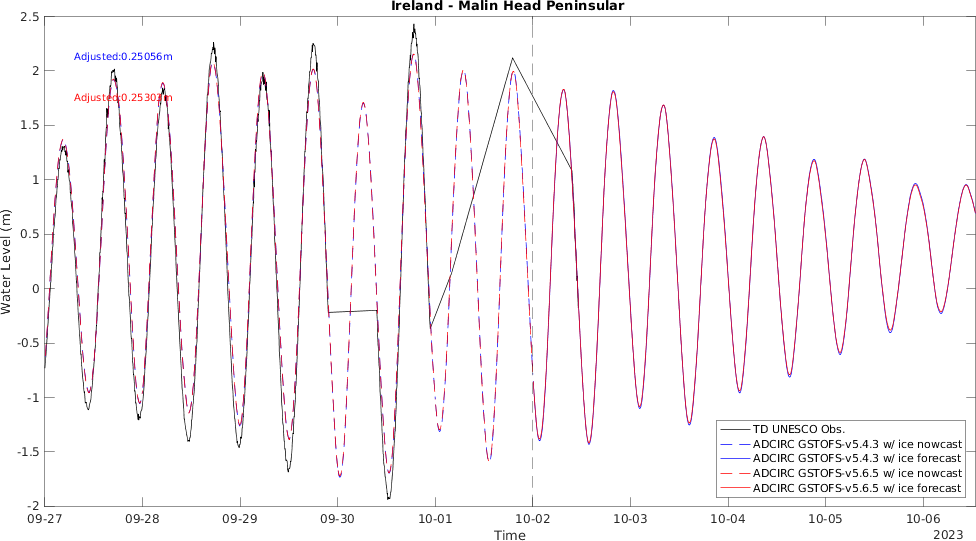 Ireland - Malin Head Peninsular
2.5
2
1.5
1
0.5
0
-0.5
-1
-1.5
-2
Water Level (m)
Adjusted:0.25056m
Adjusted:0.25303m
TD UNESCO Obs.
ADCIRC GSTOFS-v5.4.3 w/ ice nowcast
ADCIRC GSTOFS-v5.4.3 w/ ice forecast
ADCIRC GSTOFS-v5.6.5 w/ ice nowcast
ADCIRC GSTOFS-v5.6.5 w/ ice forecast
09-27 09-28 09-29 09-30 10-01 10-02 10-03 10-04 10-05 10-06
Time
2023